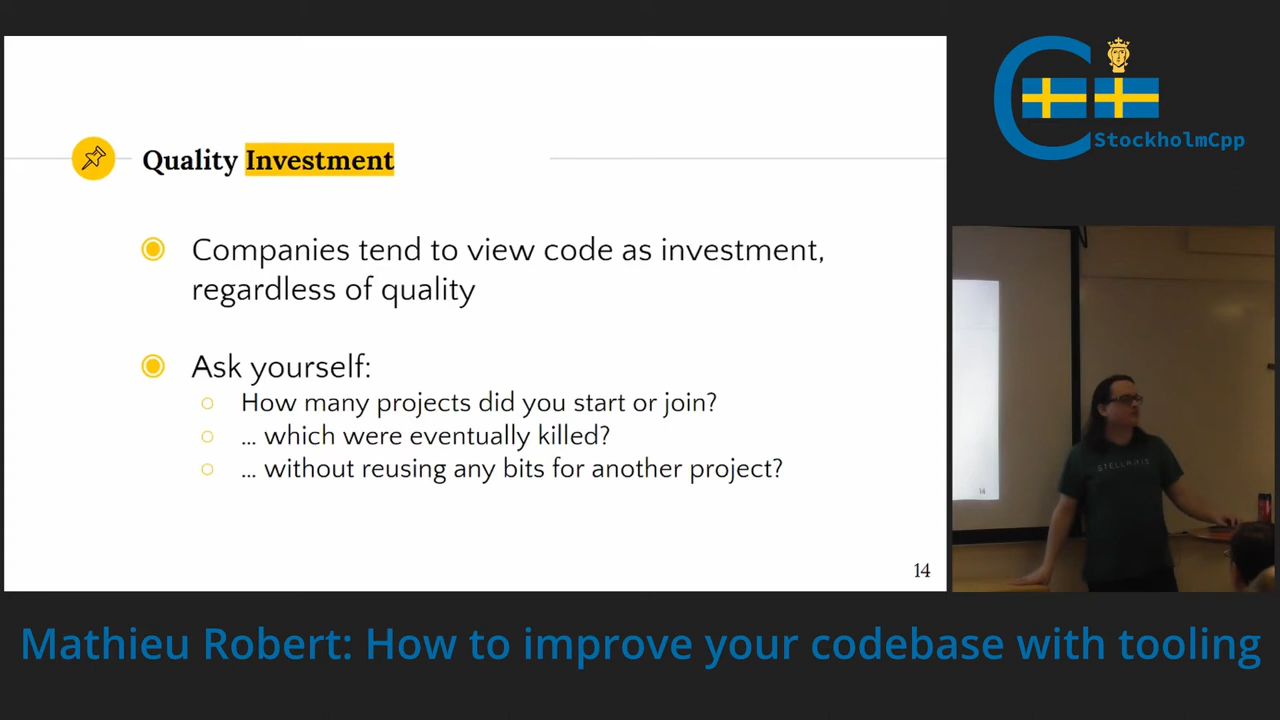 StockholmCpp
Quality Investment
Companies tend to view code as investment,
regardless of quality
Ask yourself:
How many projects did you start or join?
... which were eventually killed?
... without reusing any bits for another project?
14
STELLARIS
14
Mathieu Robert: How to improve your codebase with tooling